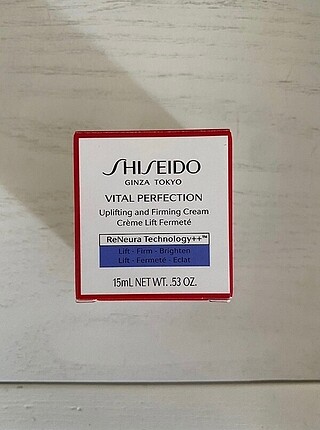 SHISEIDO
GINZA TOKYO
VITAL PERFECTION
Uplifting and Firming Cream
Crème Lift Fermeté
ReNeura Technology++™
Lift - Firm - Brighten
Lift - Fermeté - Eclat
15mL NET WT. .53 OZ.